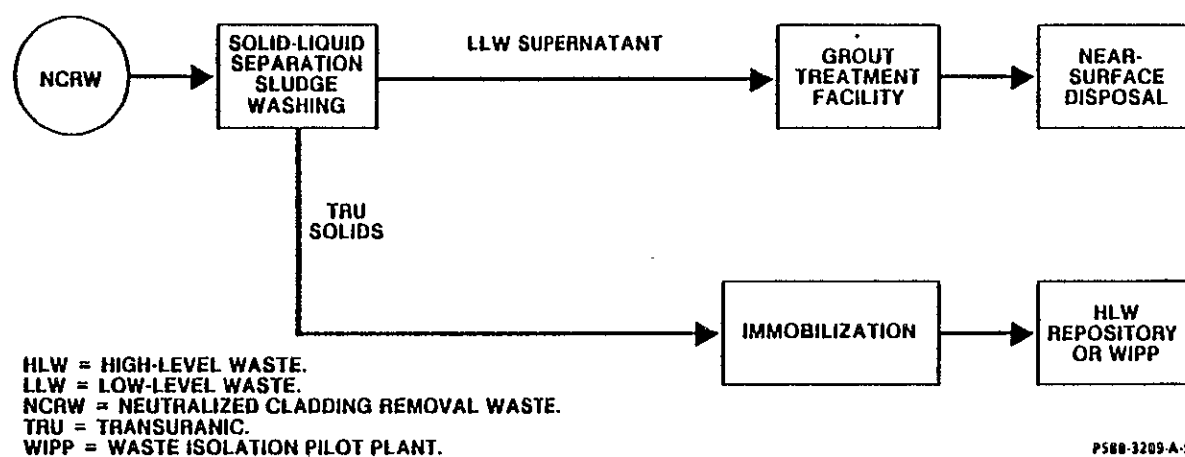 NCRW
SOLID-LIQUID
SEPARATION
SLUDGE
WASHING
LLW SUPERNATANT
GROUT
TREATMENT
FACILITY
NEAR-
SURFACE
DISPOSAL
TRU
SOLIDS
IMMOBILIZATION
HLW
REPOSITORY
OR WIPP
HLW = HIGH-LEVEL WASTE.
LLW = LOW-LEVEL WASTE.
NCRW = NEUTRALIZED CLADDING REMOVAL WASTE.
TRU = TRANSURANIC.
WIPP = WASTE ISOLATION PILOT PLANT.